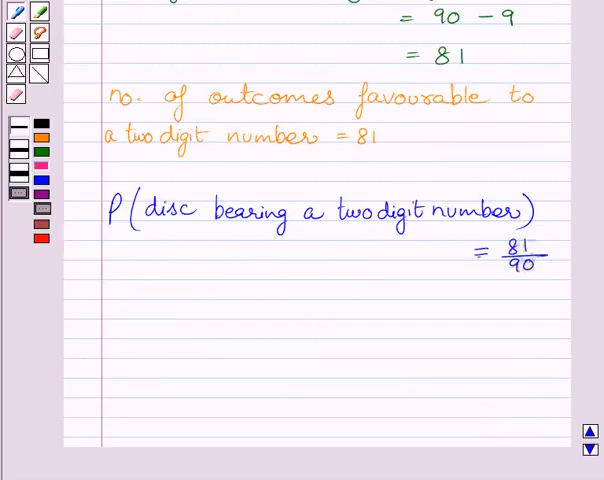 = 90 - 9
= 81
no. of outcomes favourable to
a two digit number = 81
P (disc bearing a two digit number)
= 81/90